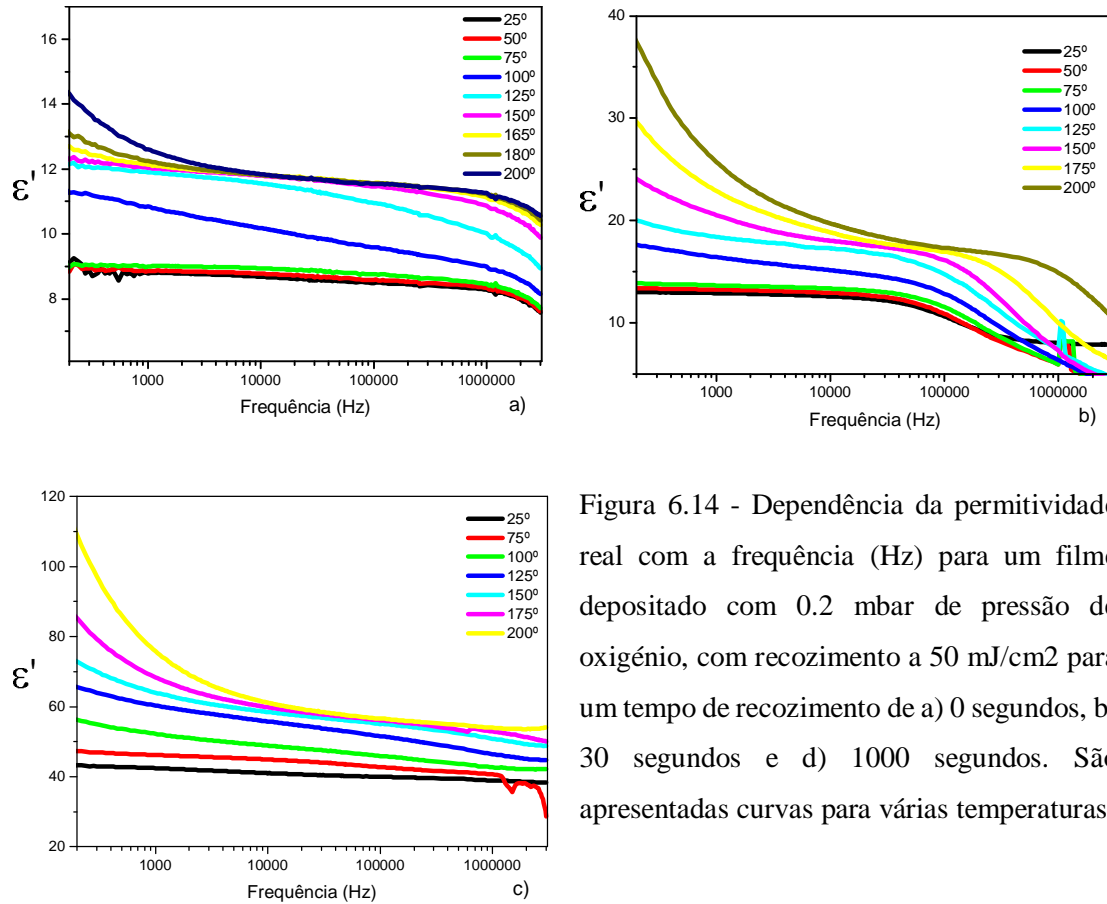 16
14
12
10
8
ε'
25º
50º
75º
100º
125º
150º
165º
180º
200º
1000 10000 100000 1000000
Frequência (Hz)
a)
40
30
20
10
ε'
25º
50º
75º
100º
125º
150º
175º
200º
1000 10000 100000 1000000
Frequência (Hz)
b)
120
100
80
60
40
20
ε'
25º
75º
100º
125º
150º
175º
200º
1000 10000 100000 1000000
Frequência (Hz)
c)
Figura 6.14 - Dependência da permitividade
real com a frequência (Hz) para um filme
depositado com 0.2 mbar de pressão de
oxigénio, com recozimento a 50 mJ/cm2 para
um tempo de recozimento de a) 0 segundos, b)
30 segundos e d) 1000 segundos. São
apresentadas curvas para várias temperaturas